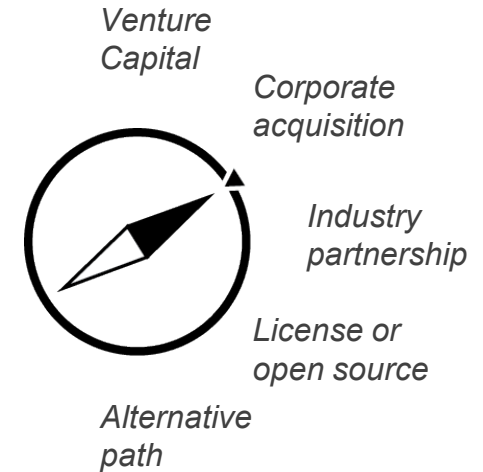 Venture
Capital
Corporate
acquisition
Industry
partnership
License or
open source
Alternative
path